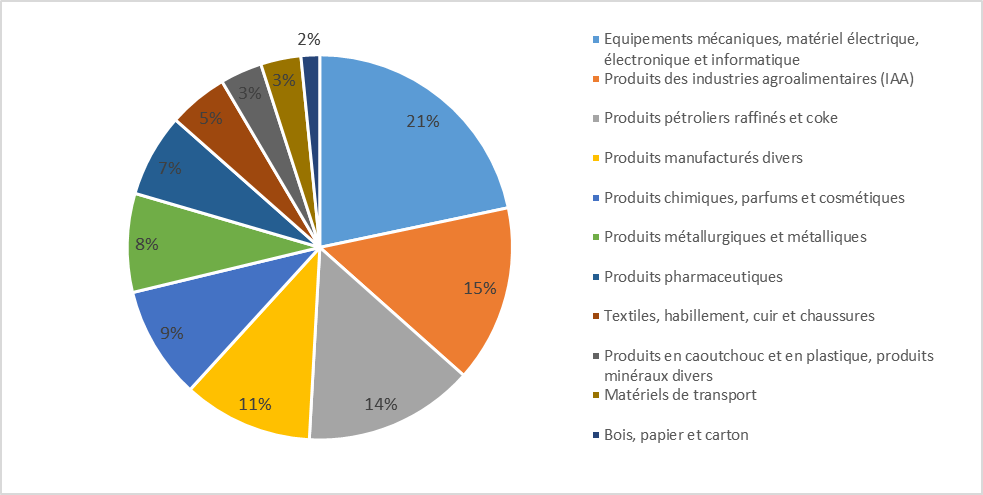 2%
3%
3%
5%
7%
8%
9%
11%
14%
15%
21%
Equipements mécaniques, matériel électrique,
électronique et informatique
Produits des industries agroalimentaires (IAA)
Produits pétroliers raffinés et coke
Produits manufacturés divers
Produits chimiques, parfums et cosmétiques
Produits métallurgiques et métalliques
Produits pharmaceutiques
Textiles, habillement, cuir et chaussures
Produits en caoutchouc et en plastique, produits
minéraux divers
Matériels de transport
Bois, papier et carton